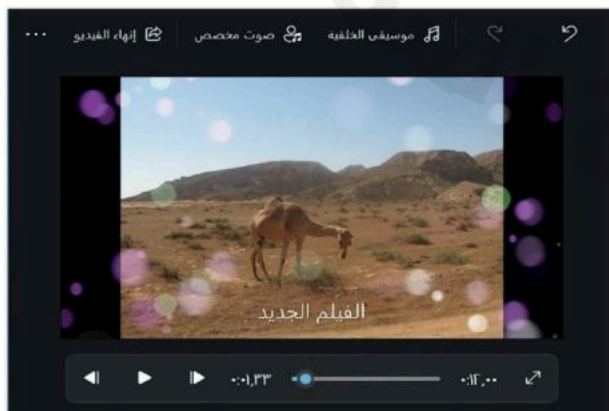 موسيقى الخلفية صوت مخصص إنهاء الفيديو ...
الفيلم الجديد
٠:٠١,٣٣ ٠:١٢,٠٠